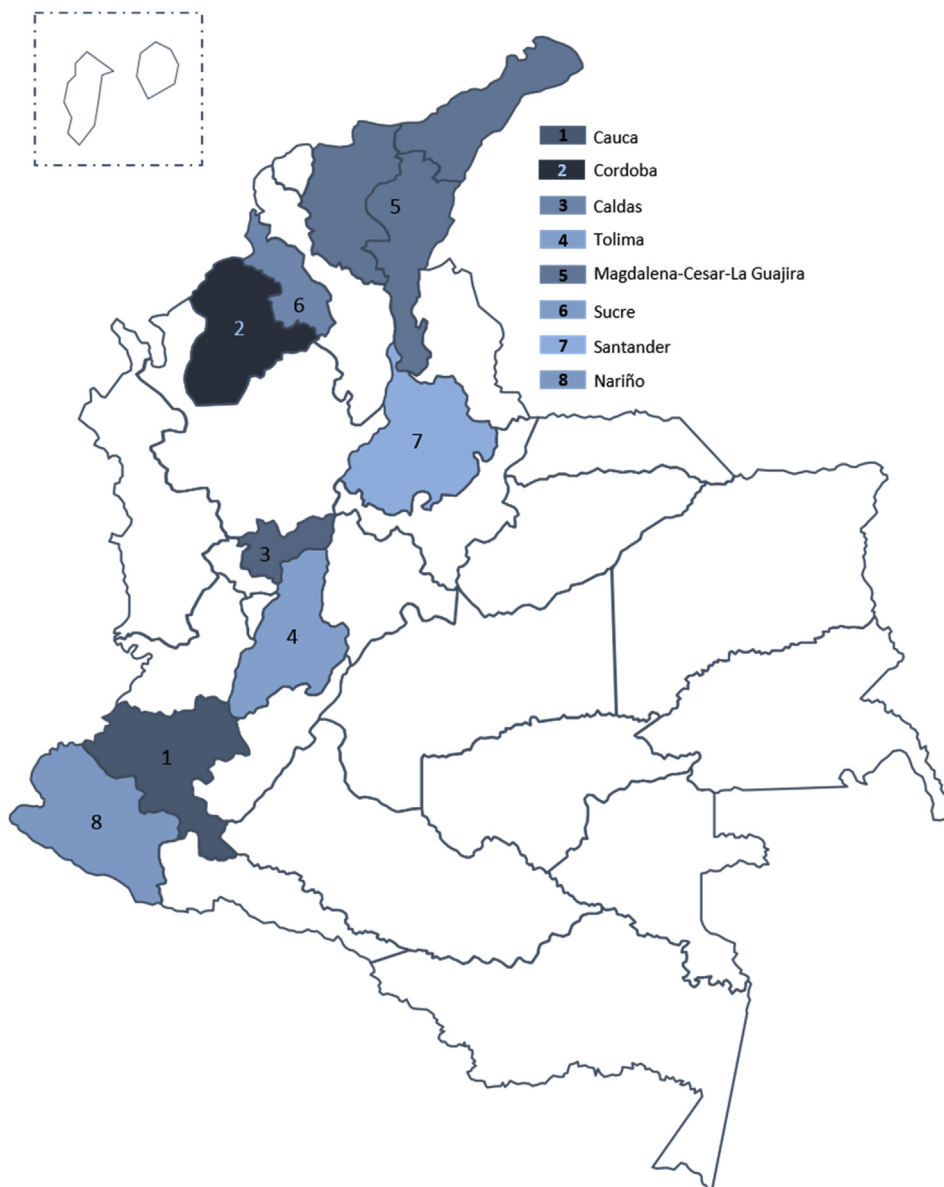 1 Cauca
2 Cordoba
3 Caldas
4 Tolima
5 Magdalena-Cesar-La Guajira
6 Sucre
7 Santander
8 Nariño
5
6
2
7
3
4
1
8